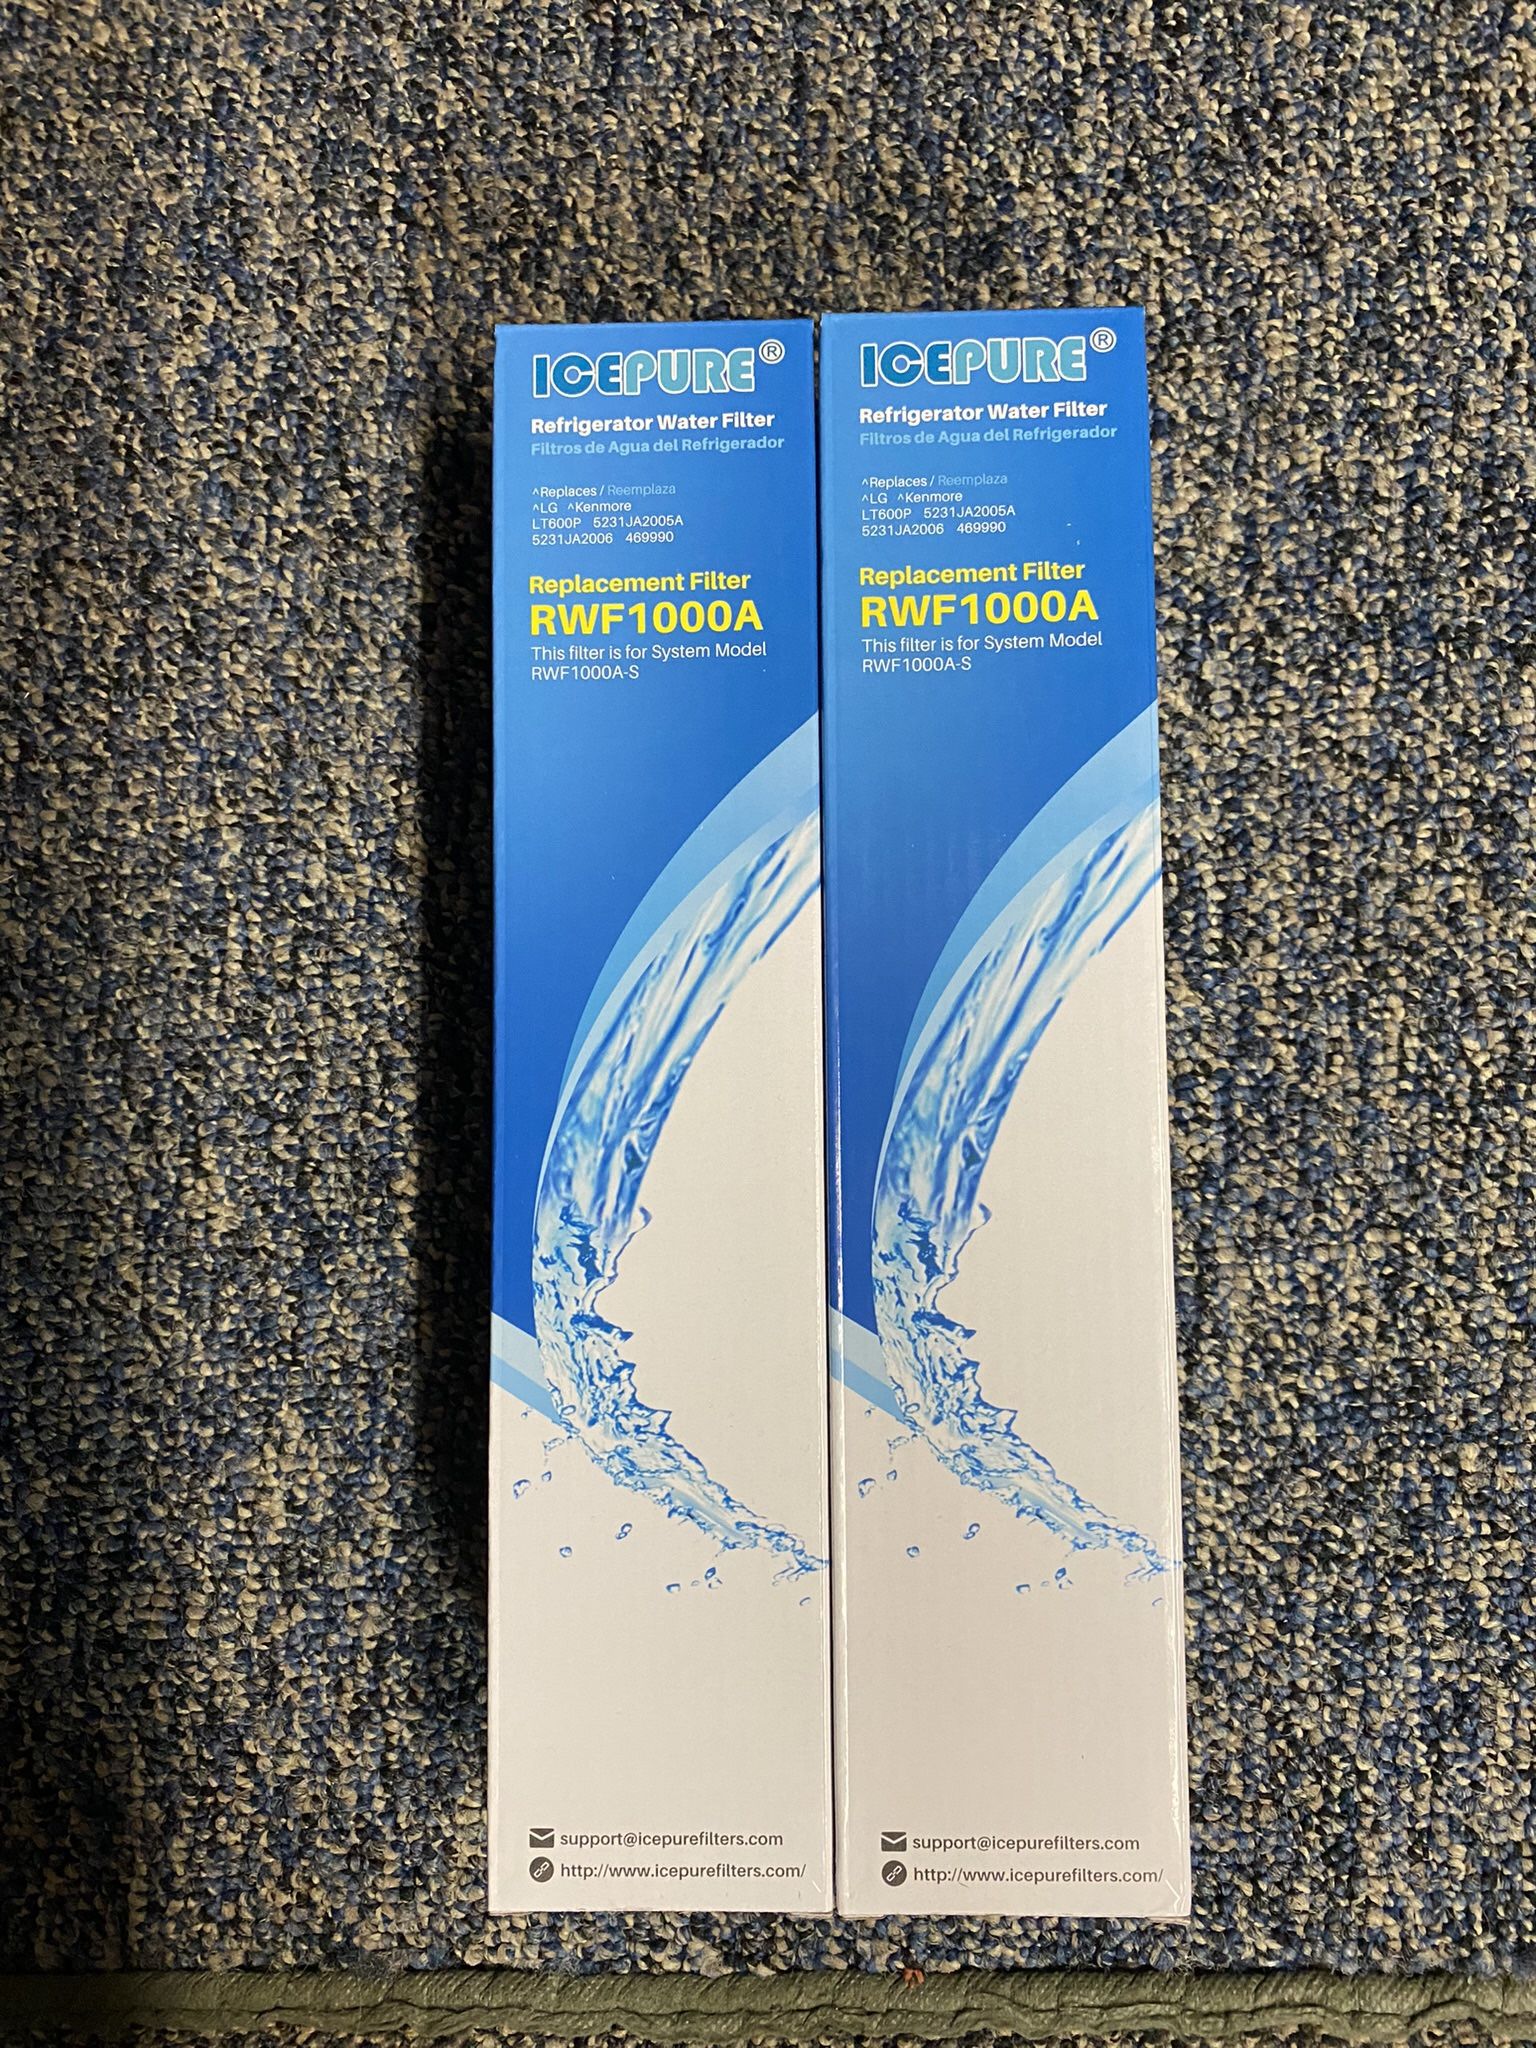 ICEPURE®
Refrigerator Water Filter
Filtros de Agua del Refrigerador
^Replaces / Reemplaza
^LG ^Kenmore
LT600P 5231JA2005A
5231JA2006 469990
Replacement Filter
RWF1000A
This filter is for System Model
RWF1000A-S
support@icepurefilters.com
http://www.icepurefilters.com/
ICEPURE®
Refrigerator Water Filter
Filtros de Agua del Refrigerador
^Replaces / Reemplaza
^LG ^Kenmore
LT600P 5231JA2005A
5231JA2006 469990
Replacement Filter
RWF1000A
This filter is for System Model
RWF1000A-S
support@icepurefilters.com
http://www.icepurefilters.com/